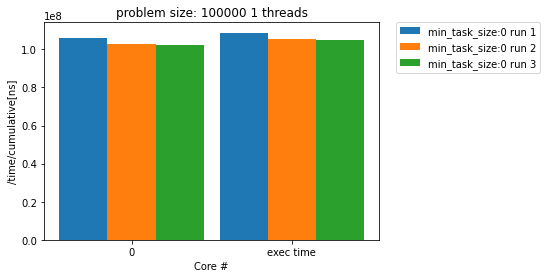 problem size: 100000 1 threads
1e8
1.0
0.8
0.6
0.4
0.2
0.0
/time/cumulative[ns]
0
exec time
Core #
min_task_size:0 run 1
min_task_size:0 run 2
min_task_size:0 run 3